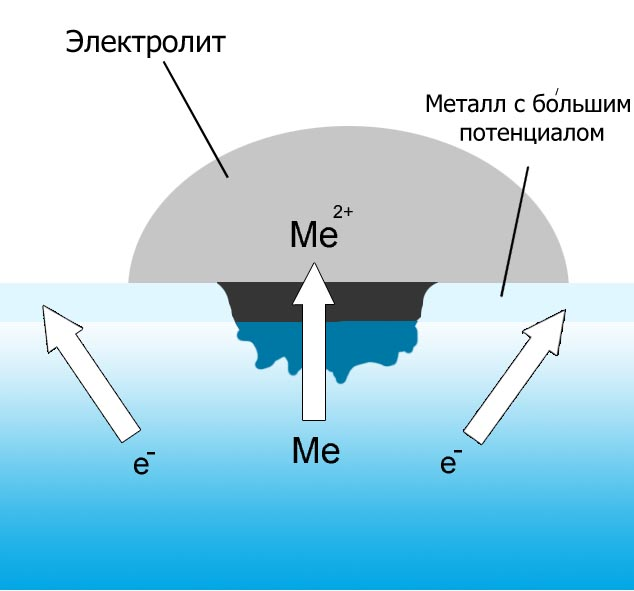 Электролит
Металл с бо́льшим
потенциалом
Me²⁺
e⁻
Me
e⁻